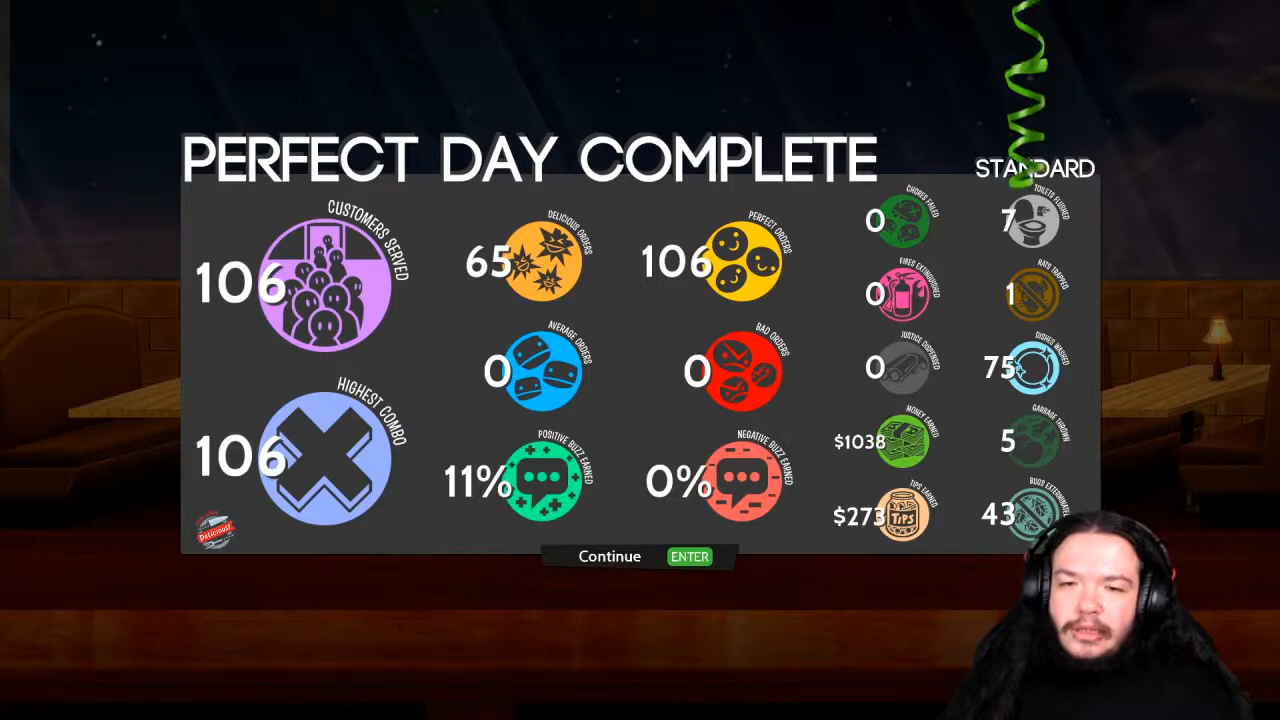 PERFECT DAY COMPLETE
STANDARD
CUSTOMERS SERVED
106
HIGHEST COMBO
106
DELICIOUS ORDERS
65
PERFECT ORDERS
106
AVERAGE ORDERS
0
BAD ORDERS
0
POSITIVE BUZZ EARNED
11%
NEGATIVE BUZZ EARNED
0%
CHORES FAILED
0
TOILETS FLUSHED
7
FIRES EXTINGUISHED
0
RATS TRAPPED
1
JUSTICE DISPENSED
0
DISHES WASHED
75
MONEY EARNED
$1038
GARBAGE THROWN
5
TIPS EARNED
$273
TIPS
BUGS EXTERMINATED
43
Delicious!
Continue ENTER